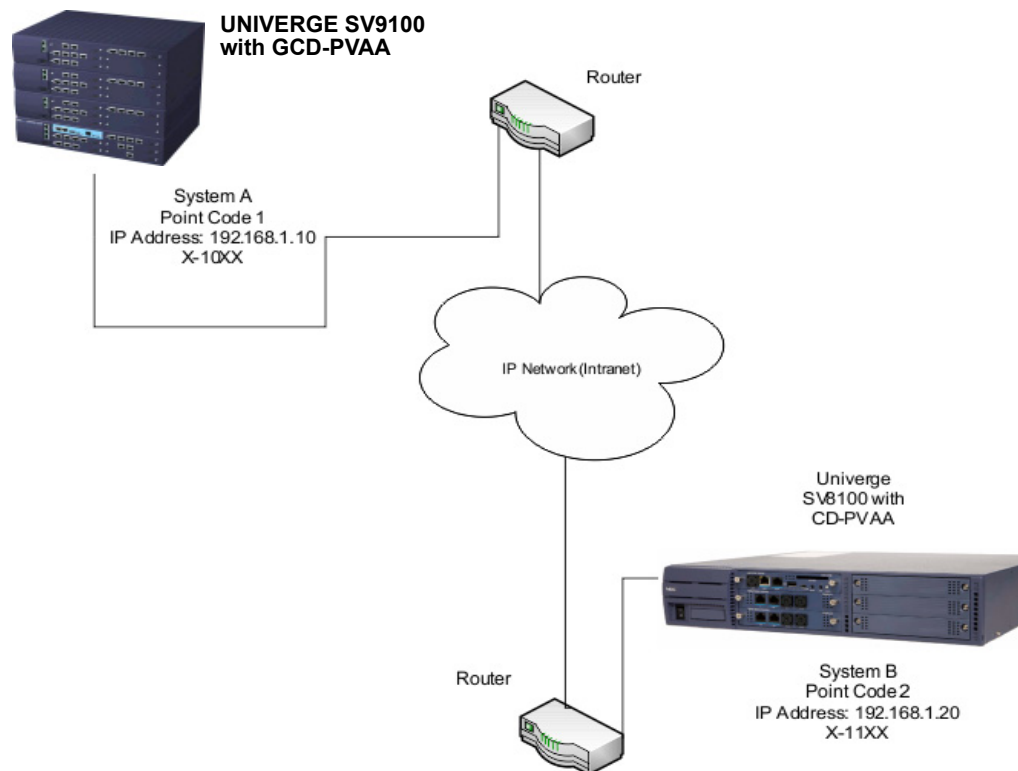 UNIVERGE SV9100
with GCD-PVAA
Router
System A
Point Code 1
IP Address: 192.168.1.10
X-10XX
IP Network (Intranet)
Univerge
SV8100 with
CD-PVAA
Router
System B
Point Code 2
IP Address: 192.168.1.20
X-11XX